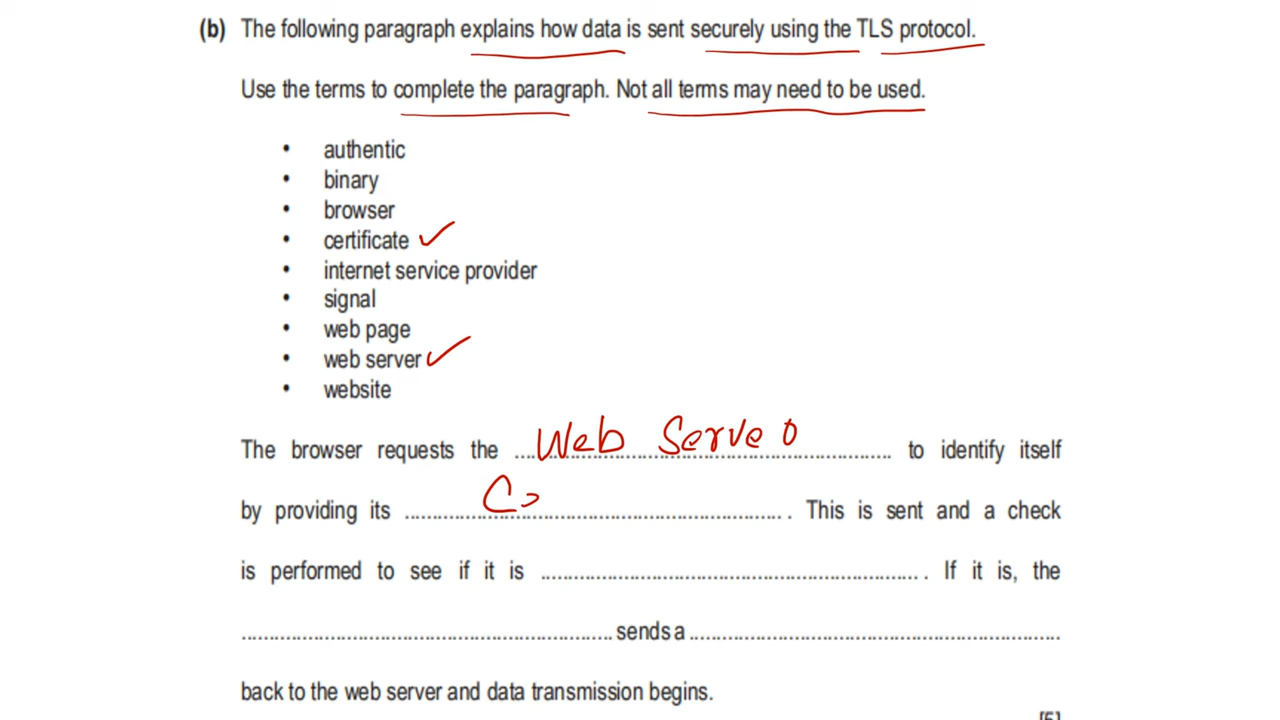 (b) The following paragraph explains how data is sent securely using the TLS protocol.
Use the terms to complete the paragraph. Not all terms may need to be used.
• authentic
• binary
• browser
• certificate ✓
• internet service provider
• signal
• web page
• web server ✓
• website
The browser requests the .... Web Server .... to identify itself
by providing its .... C .... . This is sent and a check
is performed to see if it is .... . If it is, the
.... sends a ....
back to the web server and data transmission begins.